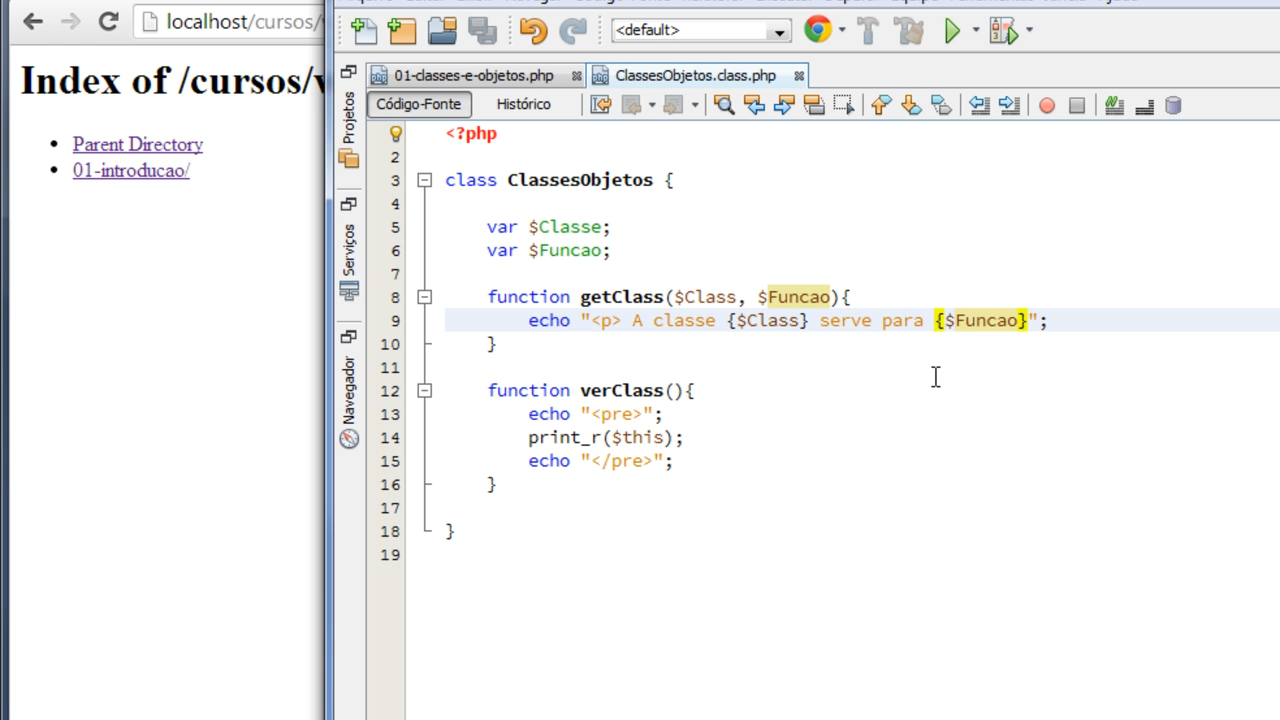 localhost/cursos/
Index of /cursos/
Parent Directory
01-introducao/
<default>
01-classes-e-objetos.php
ClassesObjetos.class.php
Código-Fonte
Histórico
Projetos
Serviços
Navegador
<?php
2
3 class ClassesObjetos {
4
5 var $Classe;
6 var $Funcao;
7
8 function getClass($Class, $Funcao){
9 echo "<p> A classe {$Class} serve para {$Funcao}";
10 }
11
12 function verClass(){
13 echo "<pre>";
14 print_r($this);
15 echo "</pre>";
16 }
17
18 }
19